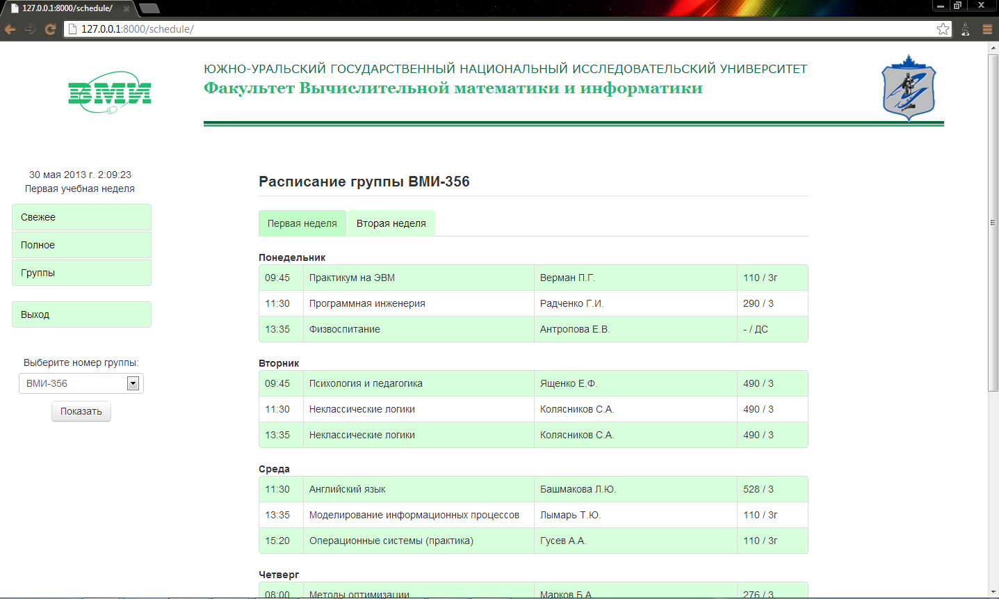 127.0.0.1:8000/schedule/
127.0.0.1:8000/schedule/
ВМИ
ЮЖНО-УРАЛЬСКИЙ ГОСУДАРСТВЕННЫЙ НАЦИОНАЛЬНЫЙ ИССЛЕДОВАТЕЛЬСКИЙ УНИВЕРСИТЕТ
Факультет Вычислительной математики и информатики
30 мая 2013 г. 2:09:23
Первая учебная неделя
Свежее
Полное
Группы
Выход
Выберите номер группы:
ВМИ-356
Показать
Расписание группы ВМИ-356
Первая неделя Вторая неделя
Понедельник
09:45 Практикум на ЭВМ Верман П.Г. 110 / 3г
11:30 Программная инженерия Радченко Г.И. 290 / 3
13:35 Физвоспитание Антропова Е.В. - / ДС
Вторник
09:45 Психология и педагогика Ященко Е.Ф. 490 / 3
11:30 Неклассические логики Колясников С.А. 490 / 3
13:35 Неклассические логики Колясников С.А. 490 / 3
Среда
11:30 Английский язык Башмакова Л.Ю. 528 / 3
13:35 Моделирование информационных процессов Лымарь Т.Ю. 110 / 3г
15:20 Операционные системы (практика) Гусев А.А. 110 / 3г
Четверг
08:00 Методы оптимизации Марков Б.А. 276 / 3